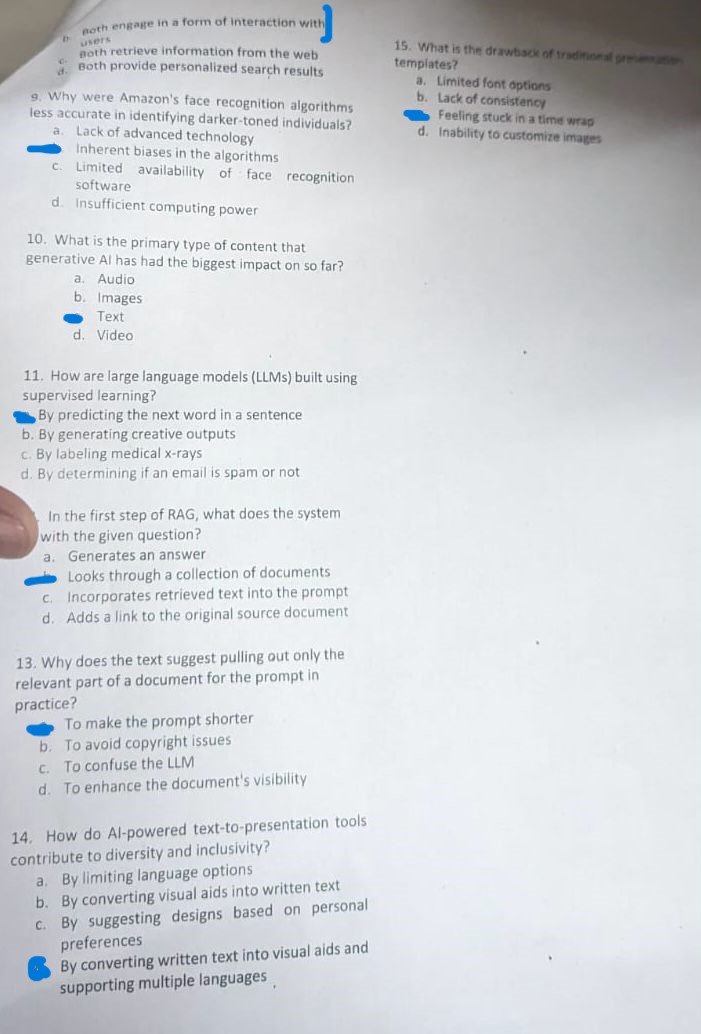 b. Both engage in a form of interaction with
users
c. Both retrieve information from the web
d. Both provide personalized search results
9. Why were Amazon's face recognition algorithms
less accurate in identifying darker-toned individuals?
a. Lack of advanced technology
Inherent biases in the algorithms
c. Limited availability of face recognition
software
d. Insufficient computing power
10. What is the primary type of content that
generative AI has had the biggest impact on so far?
a. Audio
b. Images
Text
d. Video
11. How are large language models (LLMs) built using
supervised learning?
By predicting the next word in a sentence
b. By generating creative outputs
c. By labeling medical x-rays
d. By determining if an email is spam or not
In the first step of RAG, what does the system
with the given question?
a. Generates an answer
Looks through a collection of documents
c. Incorporates retrieved text into the prompt
d. Adds a link to the original source document
13. Why does the text suggest pulling out only the
relevant part of a document for the prompt in
practice?
To make the prompt shorter
b. To avoid copyright issues
c. To confuse the LLM
d. To enhance the document's visibility
14. How do AI-powered text-to-presentation tools
contribute to diversity and inclusivity?
a. By limiting language options
b. By converting visual aids into written text
c. By suggesting designs based on personal
preferences
By converting written text into visual aids and
supporting multiple languages
15. What is the drawback of traditional presentation
templates?
a. Limited font options
b. Lack of consistency
Feeling stuck in a time wrap
d. Inability to customize images